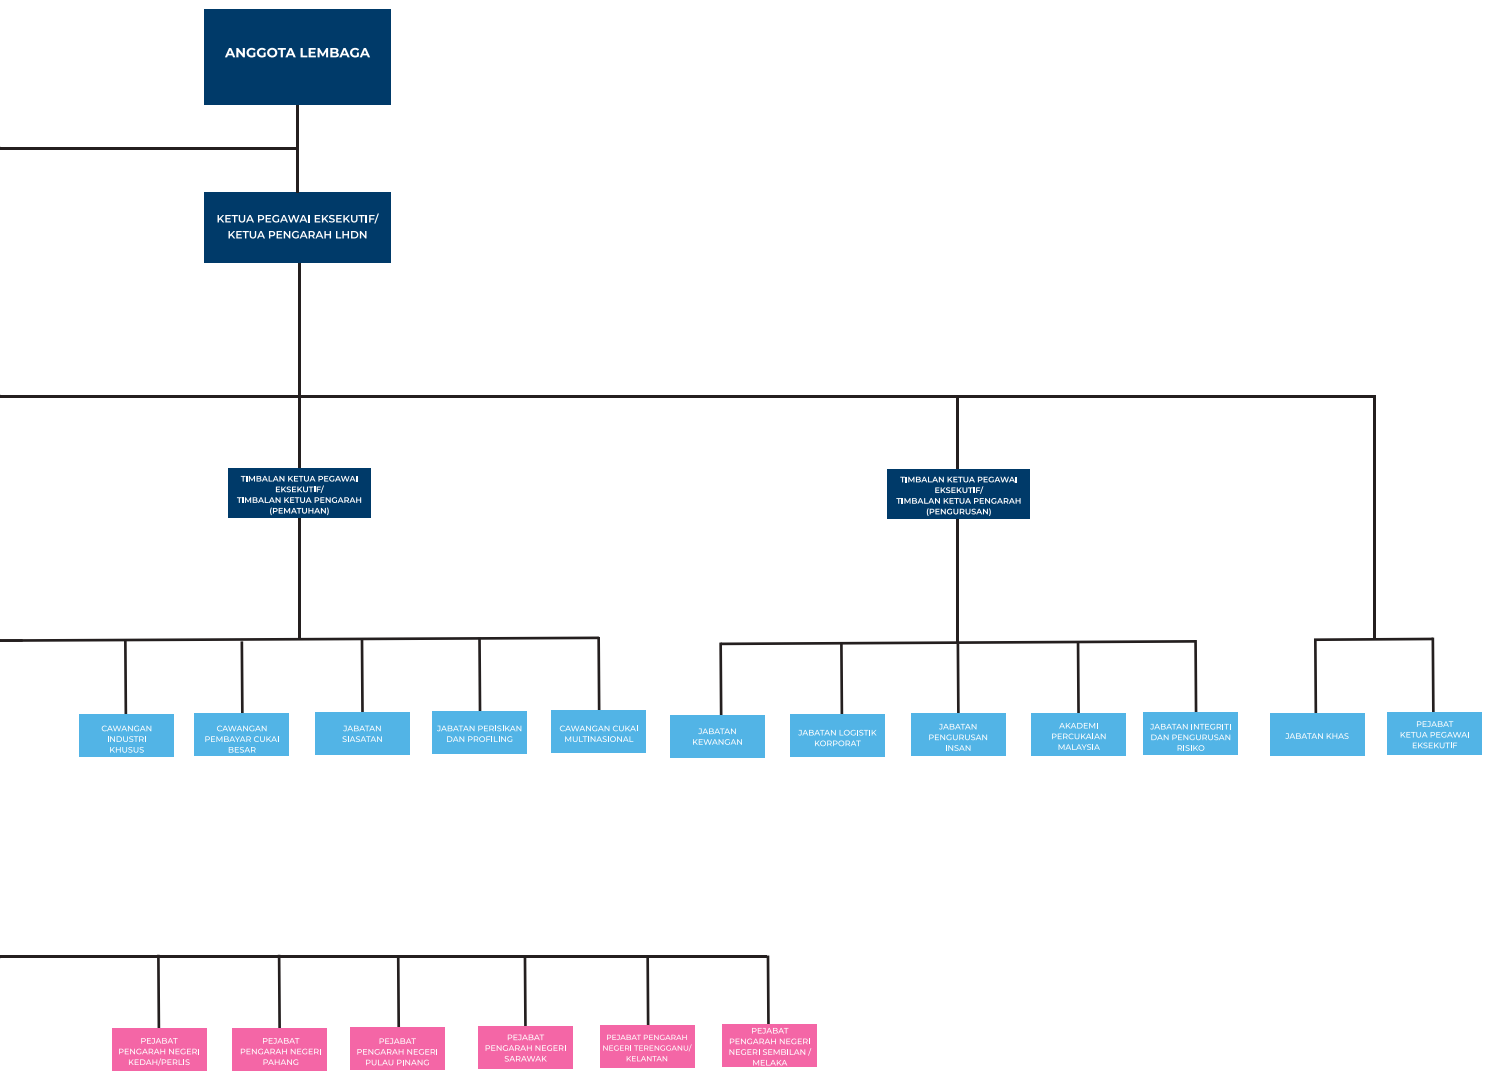 ANGGOTA LEMBAGA
KETUA PEGAWAI EKSEKUTIF/
KETUA PENGARAH LHDN
TIMBALAN KETUA PEGAWAI
EKSEKUTIF/
TIMBALAN KETUA PENGARAH
(PEMATUHAN)
TIMBALAN KETUA PEGAWAI
EKSEKUTIF/
TIMBALAN KETUA PENGARAH
(PENGURUSAN)
CAWANGAN
INDUSTRI
KHUSUS
CAWANGAN
PEMBAYAR CUKAI
BESAR
JABATAN
SIASATAN
JABATAN PERISIKAN
DAN PROFILING
CAWANGAN CUKAI
MULTINASIONAL
JABATAN
KEWANGAN
JABATAN LOGISTIK
KORPORAT
JABATAN
PENGURUSAN
INSAN
AKADEMI
PERCUKAIAN
MALAYSIA
JABATAN INTEGRITI
DAN PENGURUSAN
RISIKO
JABATAN KHAS
PEJABAT
KETUA PEGAWAI
EKSEKUTIF
PEJABAT
PENGARAH NEGERI
KEDAH/PERLIS
PEJABAT
PENGARAH NEGERI
PAHANG
PEJABAT
PENGARAH NEGERI
PULAU PINANG
PEJABAT
PENGARAH NEGERI
SARAWAK
PEJABAT PENGARAH
NEGERI TERENGGANU/
KELANTAN
PEJABAT
PENGARAH NEGERI
NEGERI SEMBILAN /
MELAKA